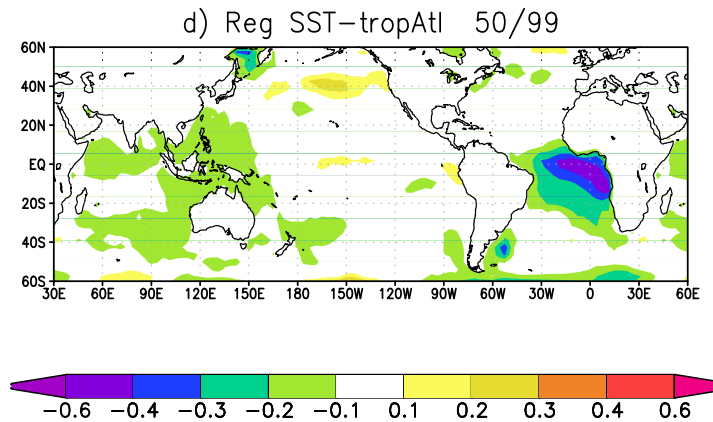 d) Reg SST-tropAtl 50/99
60N
40N
20N
EQ
20S
40S
60S
30E 60E 90E 120E 150E 180 150W 120W 90W 60W 30W 0 30E 60E
-0.6 -0.4 -0.3 -0.2 -0.1 0.1 0.2 0.3 0.4 0.6